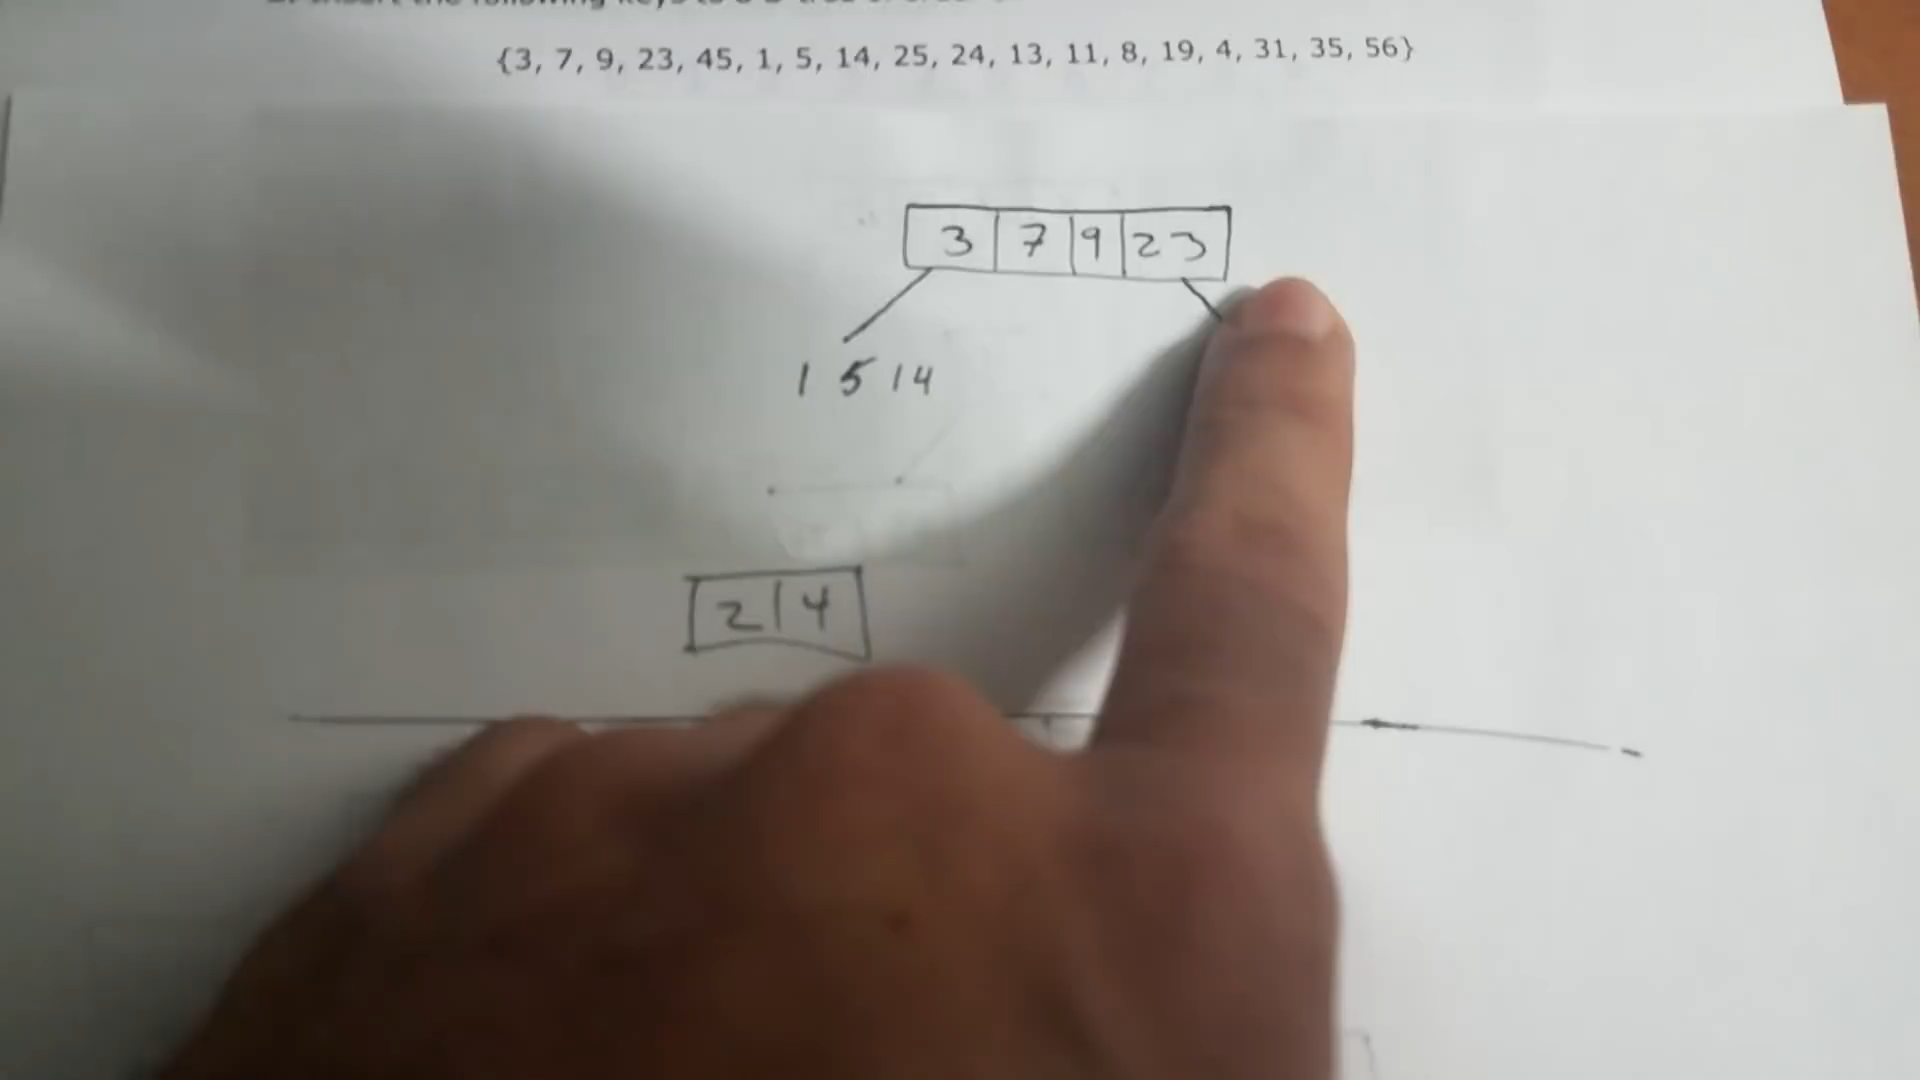 {3, 7, 9, 23, 45, 1, 5, 14, 25, 24, 13, 11, 8, 19, 4, 31, 35, 56}
3 7 9 23
1 5 14
2 4